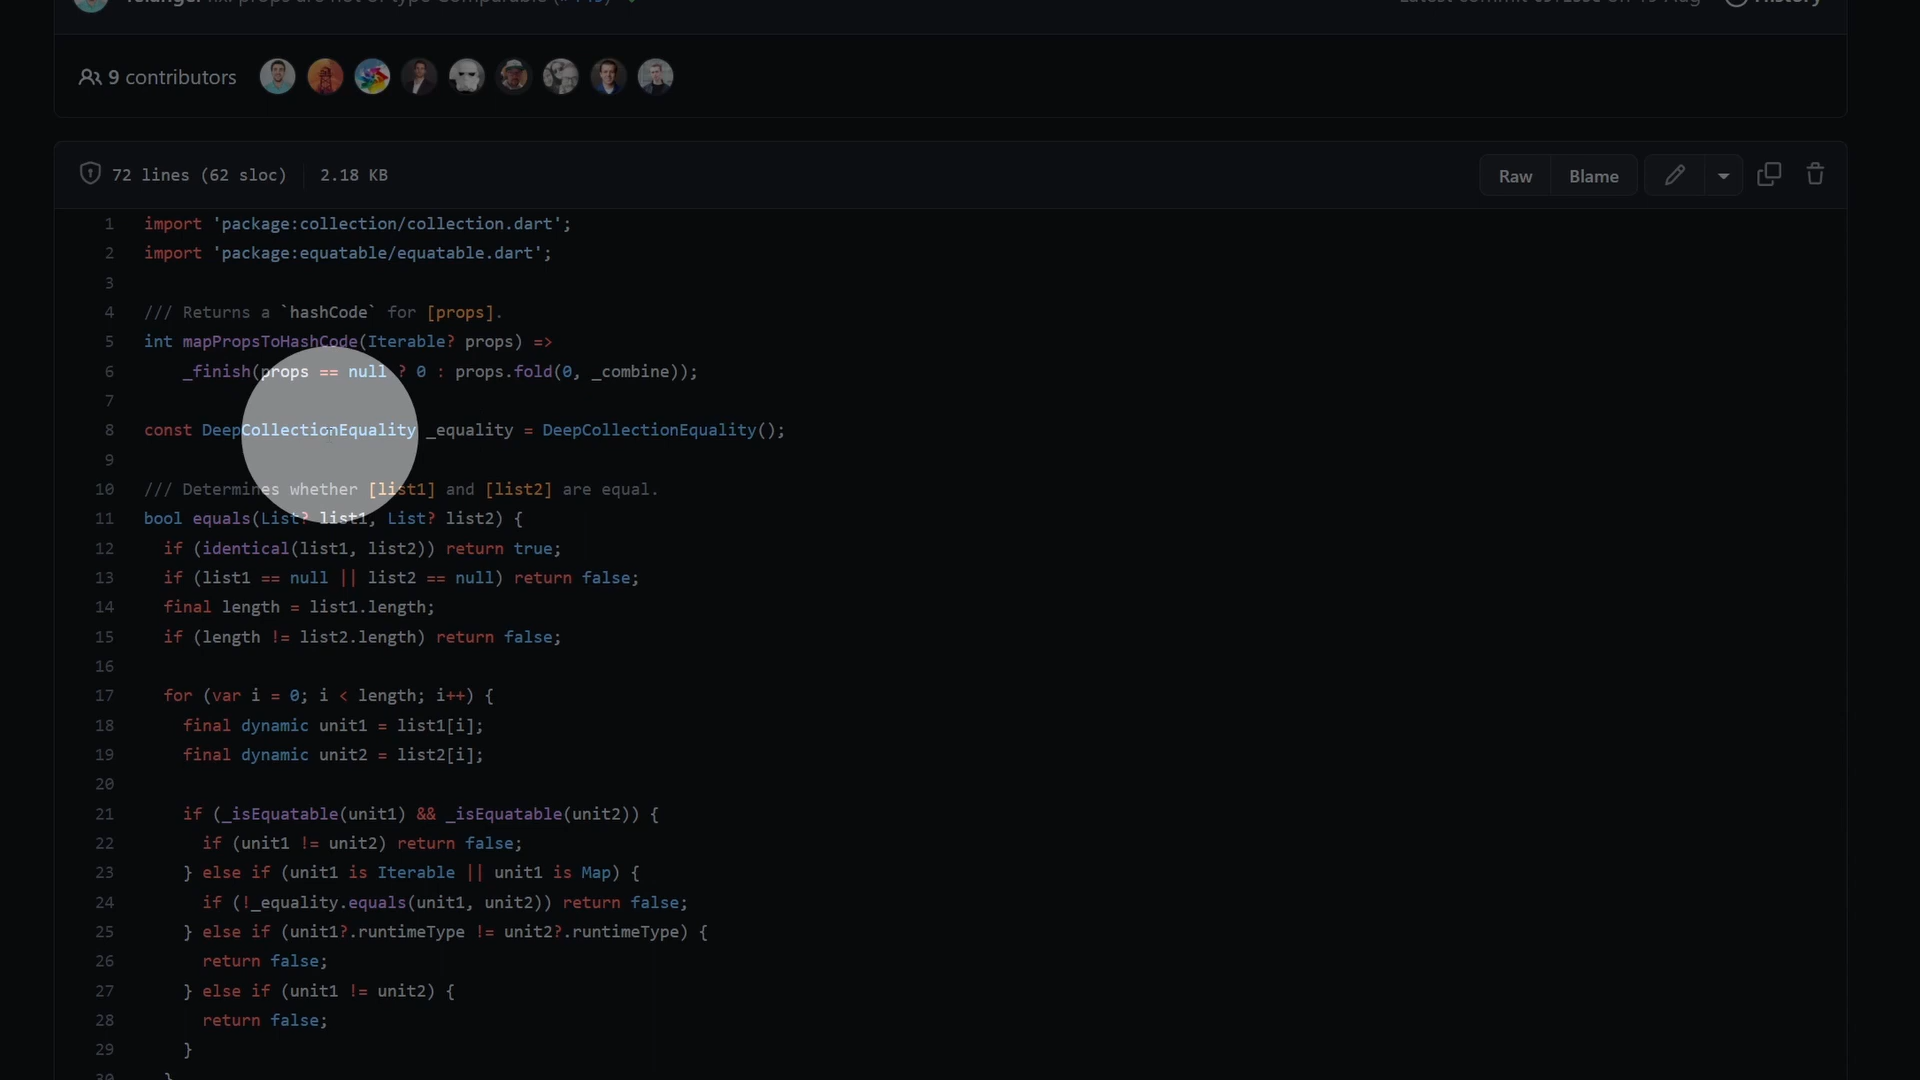 9 contributors
72 lines (62 sloc) 2.18 KB Raw Blame
1 import 'package:collection/collection.dart';
2 import 'package:equatable/equatable.dart';
3
4 /// Returns a `hashCode` for [props].
5 int mapPropsToHashCode(Iterable? props) =>
6 _finish(props == null ? 0 : props.fold(0, _combine));
7
8 const DeepCollectionEquality _equality = DeepCollectionEquality();
9
10 /// Determines whether [list1] and [list2] are equal.
11 bool equals(List? list1, List? list2) {
12 if (identical(list1, list2)) return true;
13 if (list1 == null || list2 == null) return false;
14 final length = list1.length;
15 if (length != list2.length) return false;
16
17 for (var i = 0; i < length; i++) {
18 final dynamic unit1 = list1[i];
19 final dynamic unit2 = list2[i];
20
21 if (_isEquatable(unit1) && _isEquatable(unit2)) {
22 if (unit1 != unit2) return false;
23 } else if (unit1 is Iterable || unit1 is Map) {
24 if (!_equality.equals(unit1, unit2)) return false;
25 } else if (unit1?.runtimeType != unit2?.runtimeType) {
26 return false;
27 } else if (unit1 != unit2) {
28 return false;
29 }